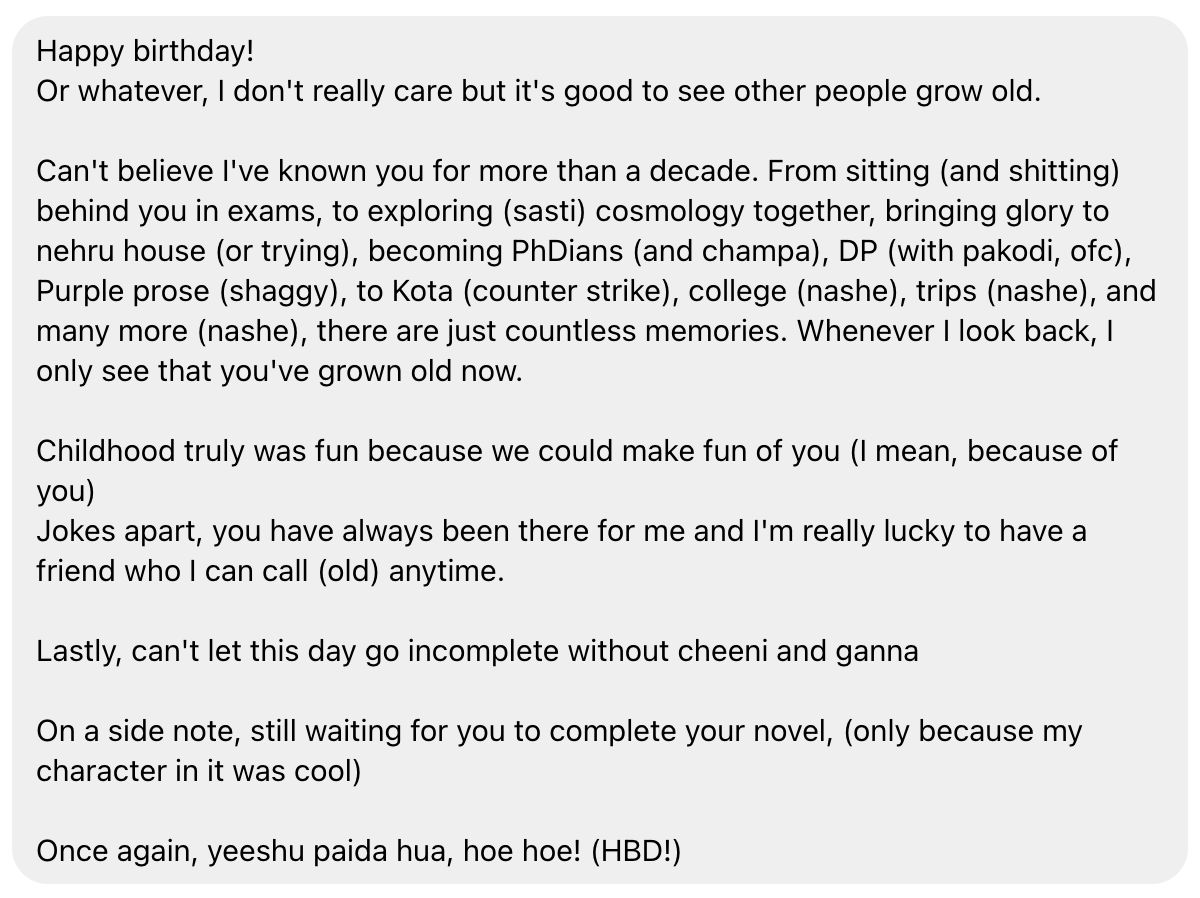 Happy birthday!
Or whatever, I don't really care but it's good to see other people grow old.
Can't believe I've known you for more than a decade. From sitting (and shitting)
behind you in exams, to exploring (sasti) cosmology together, bringing glory to
nehru house (or trying), becoming PhDians (and champa), DP (with pakodi, ofc),
Purple prose (shaggy), to Kota (counter strike), college (nashe), trips (nashe), and
many more (nashe), there are just countless memories. Whenever I look back, I
only see that you've grown old now.
Childhood truly was fun because we could make fun of you (I mean, because of
you)
Jokes apart, you have always been there for me and I'm really lucky to have a
friend who I can call (old) anytime.
Lastly, can't let this day go incomplete without cheeni and ganna
On a side note, still waiting for you to complete your novel, (only because my
character in it was cool)
Once again, yeeshu paida hua, hoe hoe! (HBD!)